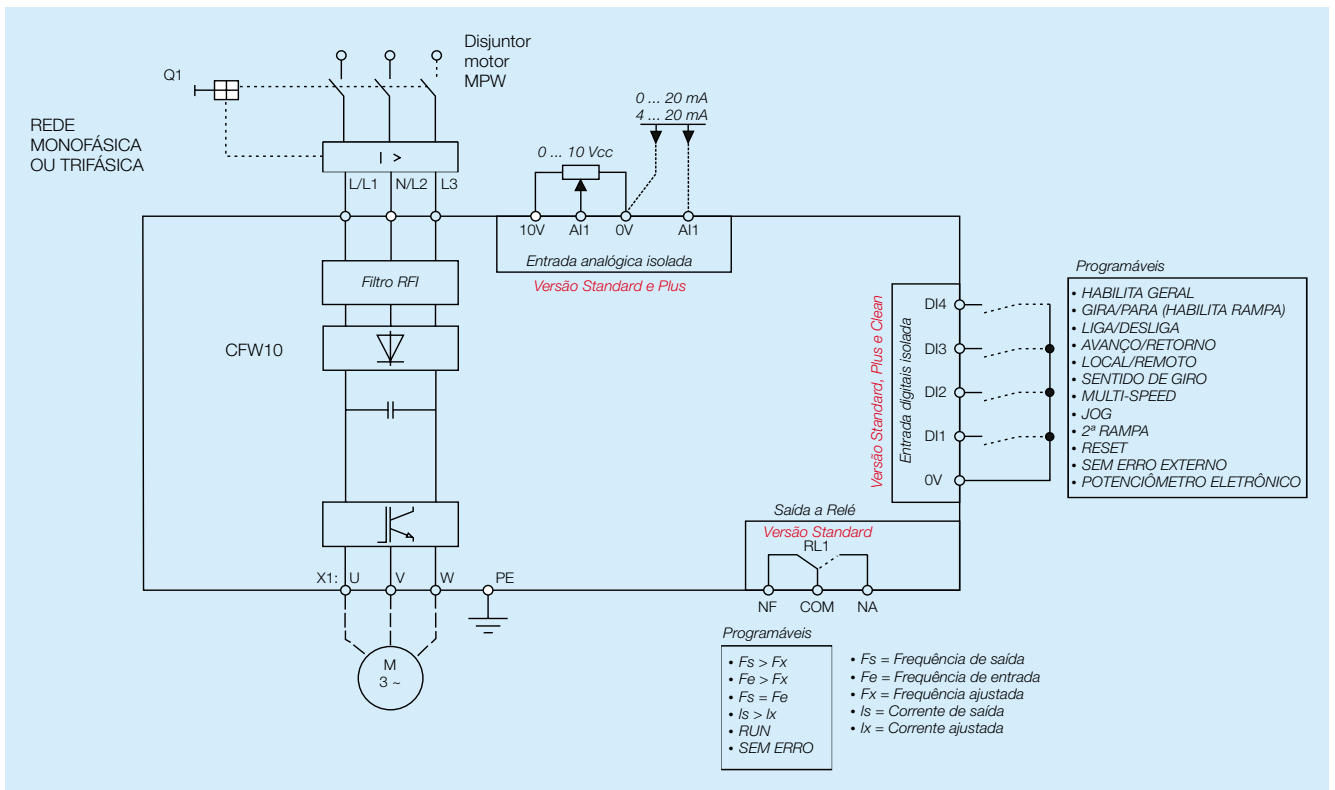 Disjuntor
motor
MPW
Q1
REDE
MONOFÁSICA
OU TRIFÁSICA
I >
L/L1 N/L2 L3
0 ... 20 mA
4 ... 20 mA
0 ... 10 Vcc
10V AI1 0V AI1
Entrada analógica isolada
Versão Standard e Plus
Filtro RFI
CFW10
Versão Standard, Plus e Clean
Entrada digitais isolada
DI4
DI3
DI2
DI1
0V
Programáveis
• HABILITA GERAL
• GIRA/PARA (HABILITA RAMPA)
• LIGA/DESLIGA
• AVANÇO/RETORNO
• LOCAL/REMOTO
• SENTIDO DE GIRO
• MULTI-SPEED
• JOG
• 2ª RAMPA
• RESET
• SEM ERRO EXTERNO
• POTENCIÔMETRO ELETRÔNICO
Saída a Relé
Versão Standard
RL1
NF COM NA
X1: U V W PE
M
3 ~
Programáveis
• Fs > Fx
• Fe > Fx
• Fs = Fe
• Is > Ix
• RUN
• SEM ERRO
• Fs = Frequência de saída
• Fe = Frequência de entrada
• Fx = Frequência ajustada
• Is = Corrente de saída
• Ix = Corrente ajustada